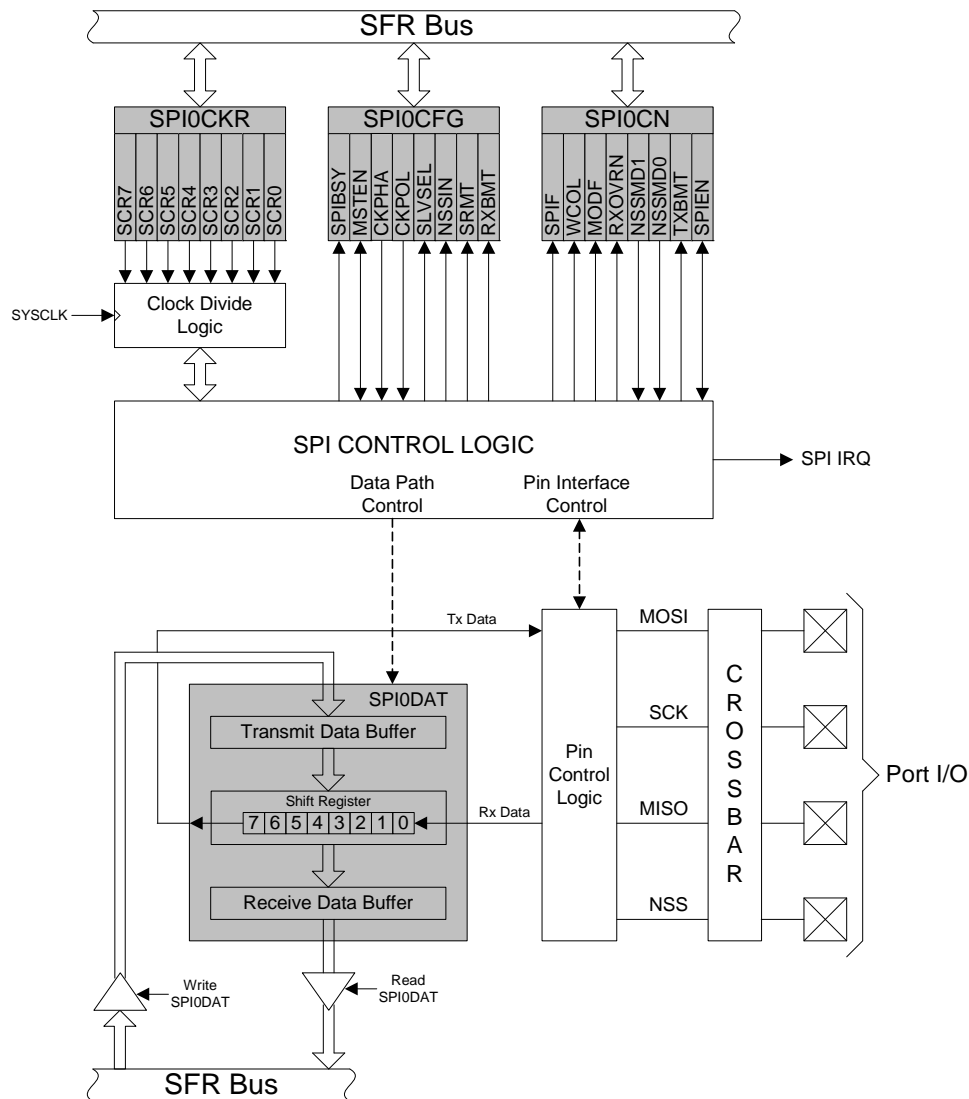 SFR Bus
SPI0CKR
SPI0CFG
SPI0CN
SCR7
SCR6
SCR5
SCR4
SCR3
SCR2
SCR1
SCR0
SPIBSY
MSTEN
CKPHA
CKPOL
SLVSEL
NSSIN
SRMT
RXBMT
SPIF
WCOL
MODF
RXOVRN
NSSMD1
NSSMD0
TXBMT
SPIEN
SYSCLK
Clock Divide
Logic
SPI CONTROL LOGIC
SPI IRQ
Data Path
Control
Pin Interface
Control
Tx Data
MOSI
SPI0DAT
Transmit Data Buffer
SCK
Shift Register
7 6 5 4 3 2 1 0
Rx Data
Pin
Control
Logic
MISO
CROSSBAR
Port I/O
Receive Data Buffer
NSS
Write
SPI0DAT
Read
SPI0DAT
SFR Bus